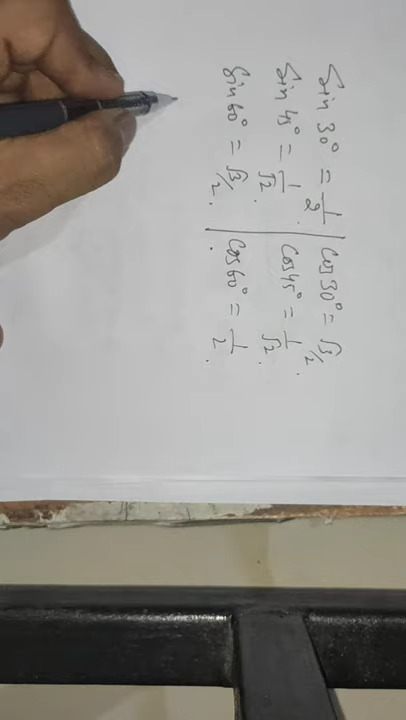 Sin 30° = 1/2. | Cos 30° = √3/2.
Sin 45° = 1/√2. | Cos 45° = 1/√2.
Sin 60° = √3/2. | Cos 60° = 1/2.